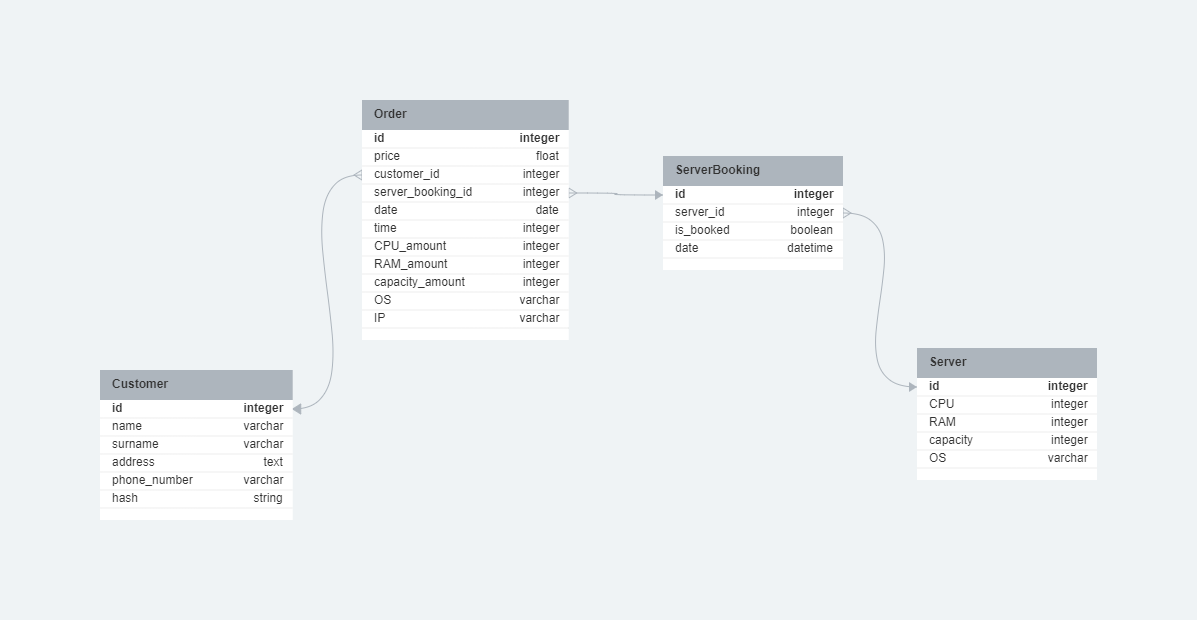 Order
id integer
price float
customer_id integer
server_booking_id integer
date date
time integer
CPU_amount integer
RAM_amount integer
capacity_amount integer
OS varchar
IP varchar
ServerBooking
id integer
server_id integer
is_booked boolean
date datetime
Server
id integer
CPU integer
RAM integer
capacity integer
OS varchar
Customer
id integer
name varchar
surname varchar
address text
phone_number varchar
hash string